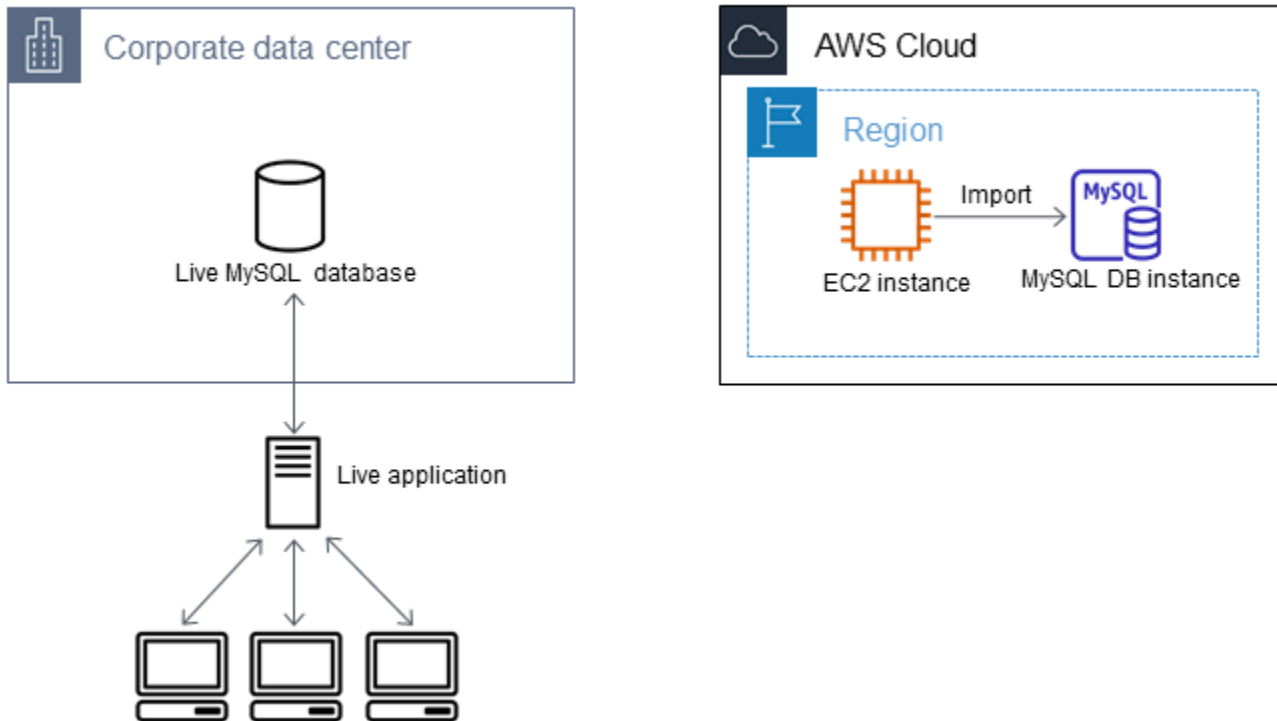 Corporate data center
Live MySQL database
Live application
AWS Cloud
Region
Import
MySQL
EC2 instance
MySQL DB instance